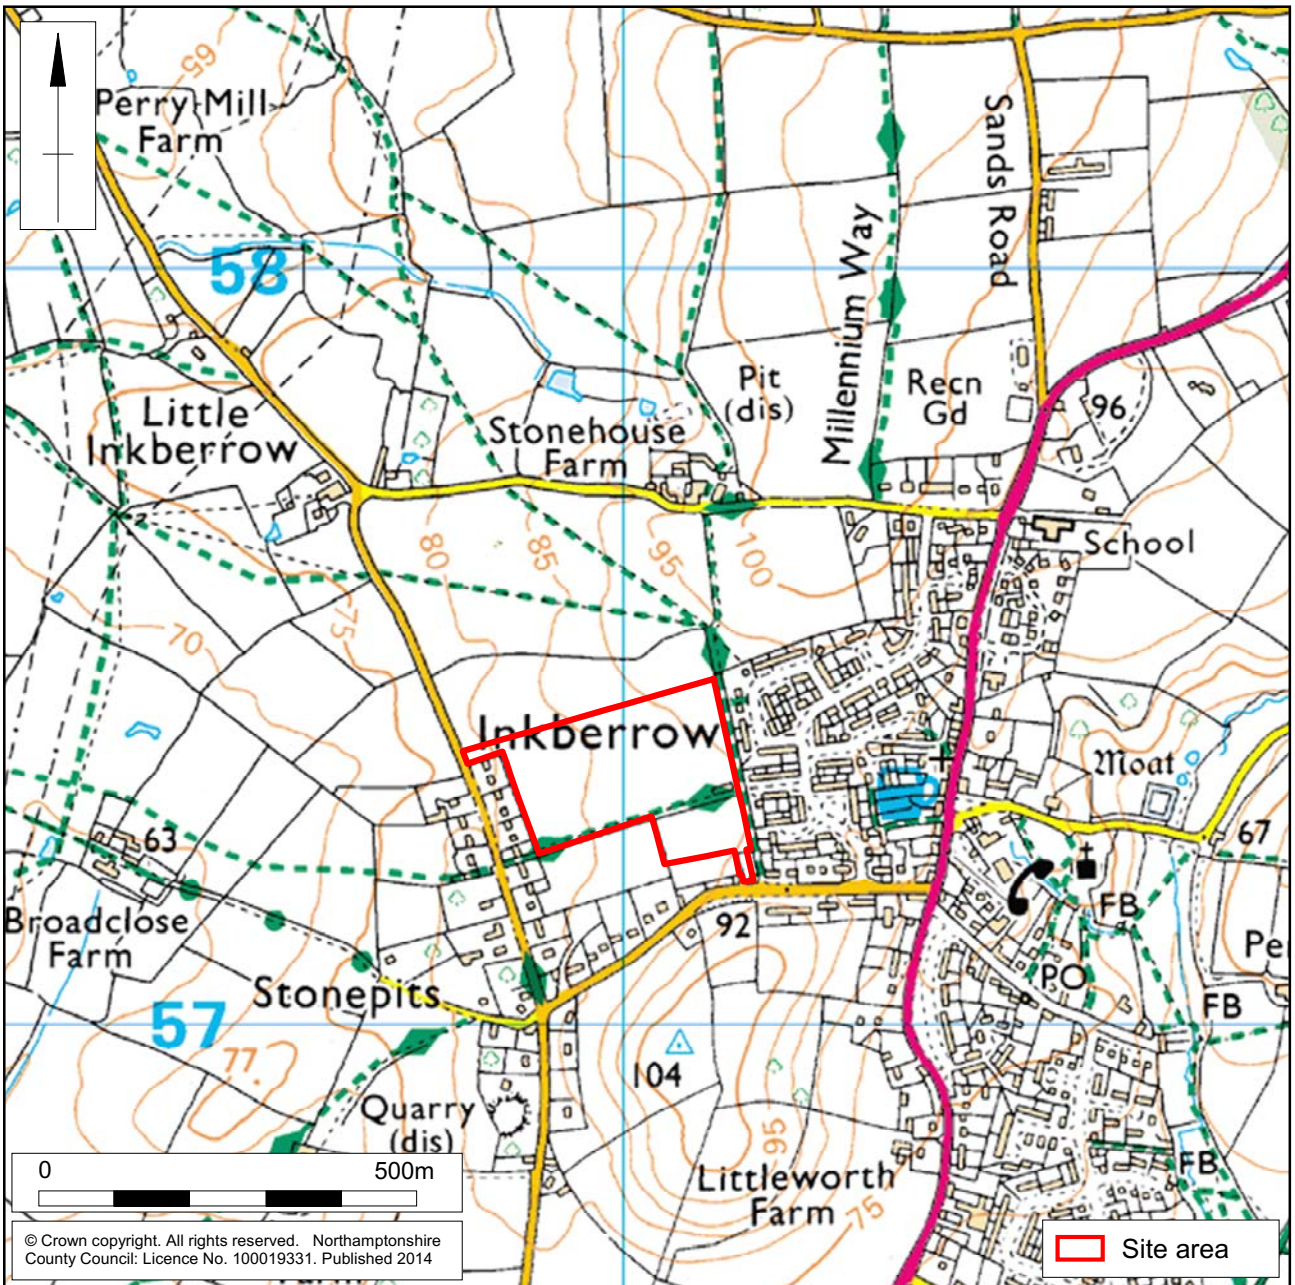 65
Perry Mill
Farm
Sands Road
58
Millennium Way
Pit
(dis)
Recn
Gd
96
Little
Inkberrow
Stonehouse
Farm
80
85
95
100
School
75
70
Inkberrow
Moat
63
67
Broadclose
Farm
92
FB
Pe
Stonepits
PO
FB
57
77.
104
Quarry
(dis)
95
Littleworth
Farm
75
FB
0 500m
© Crown copyright. All rights reserved. Northamptonshire
County Council: Licence No. 100019331. Published 2014
Site area